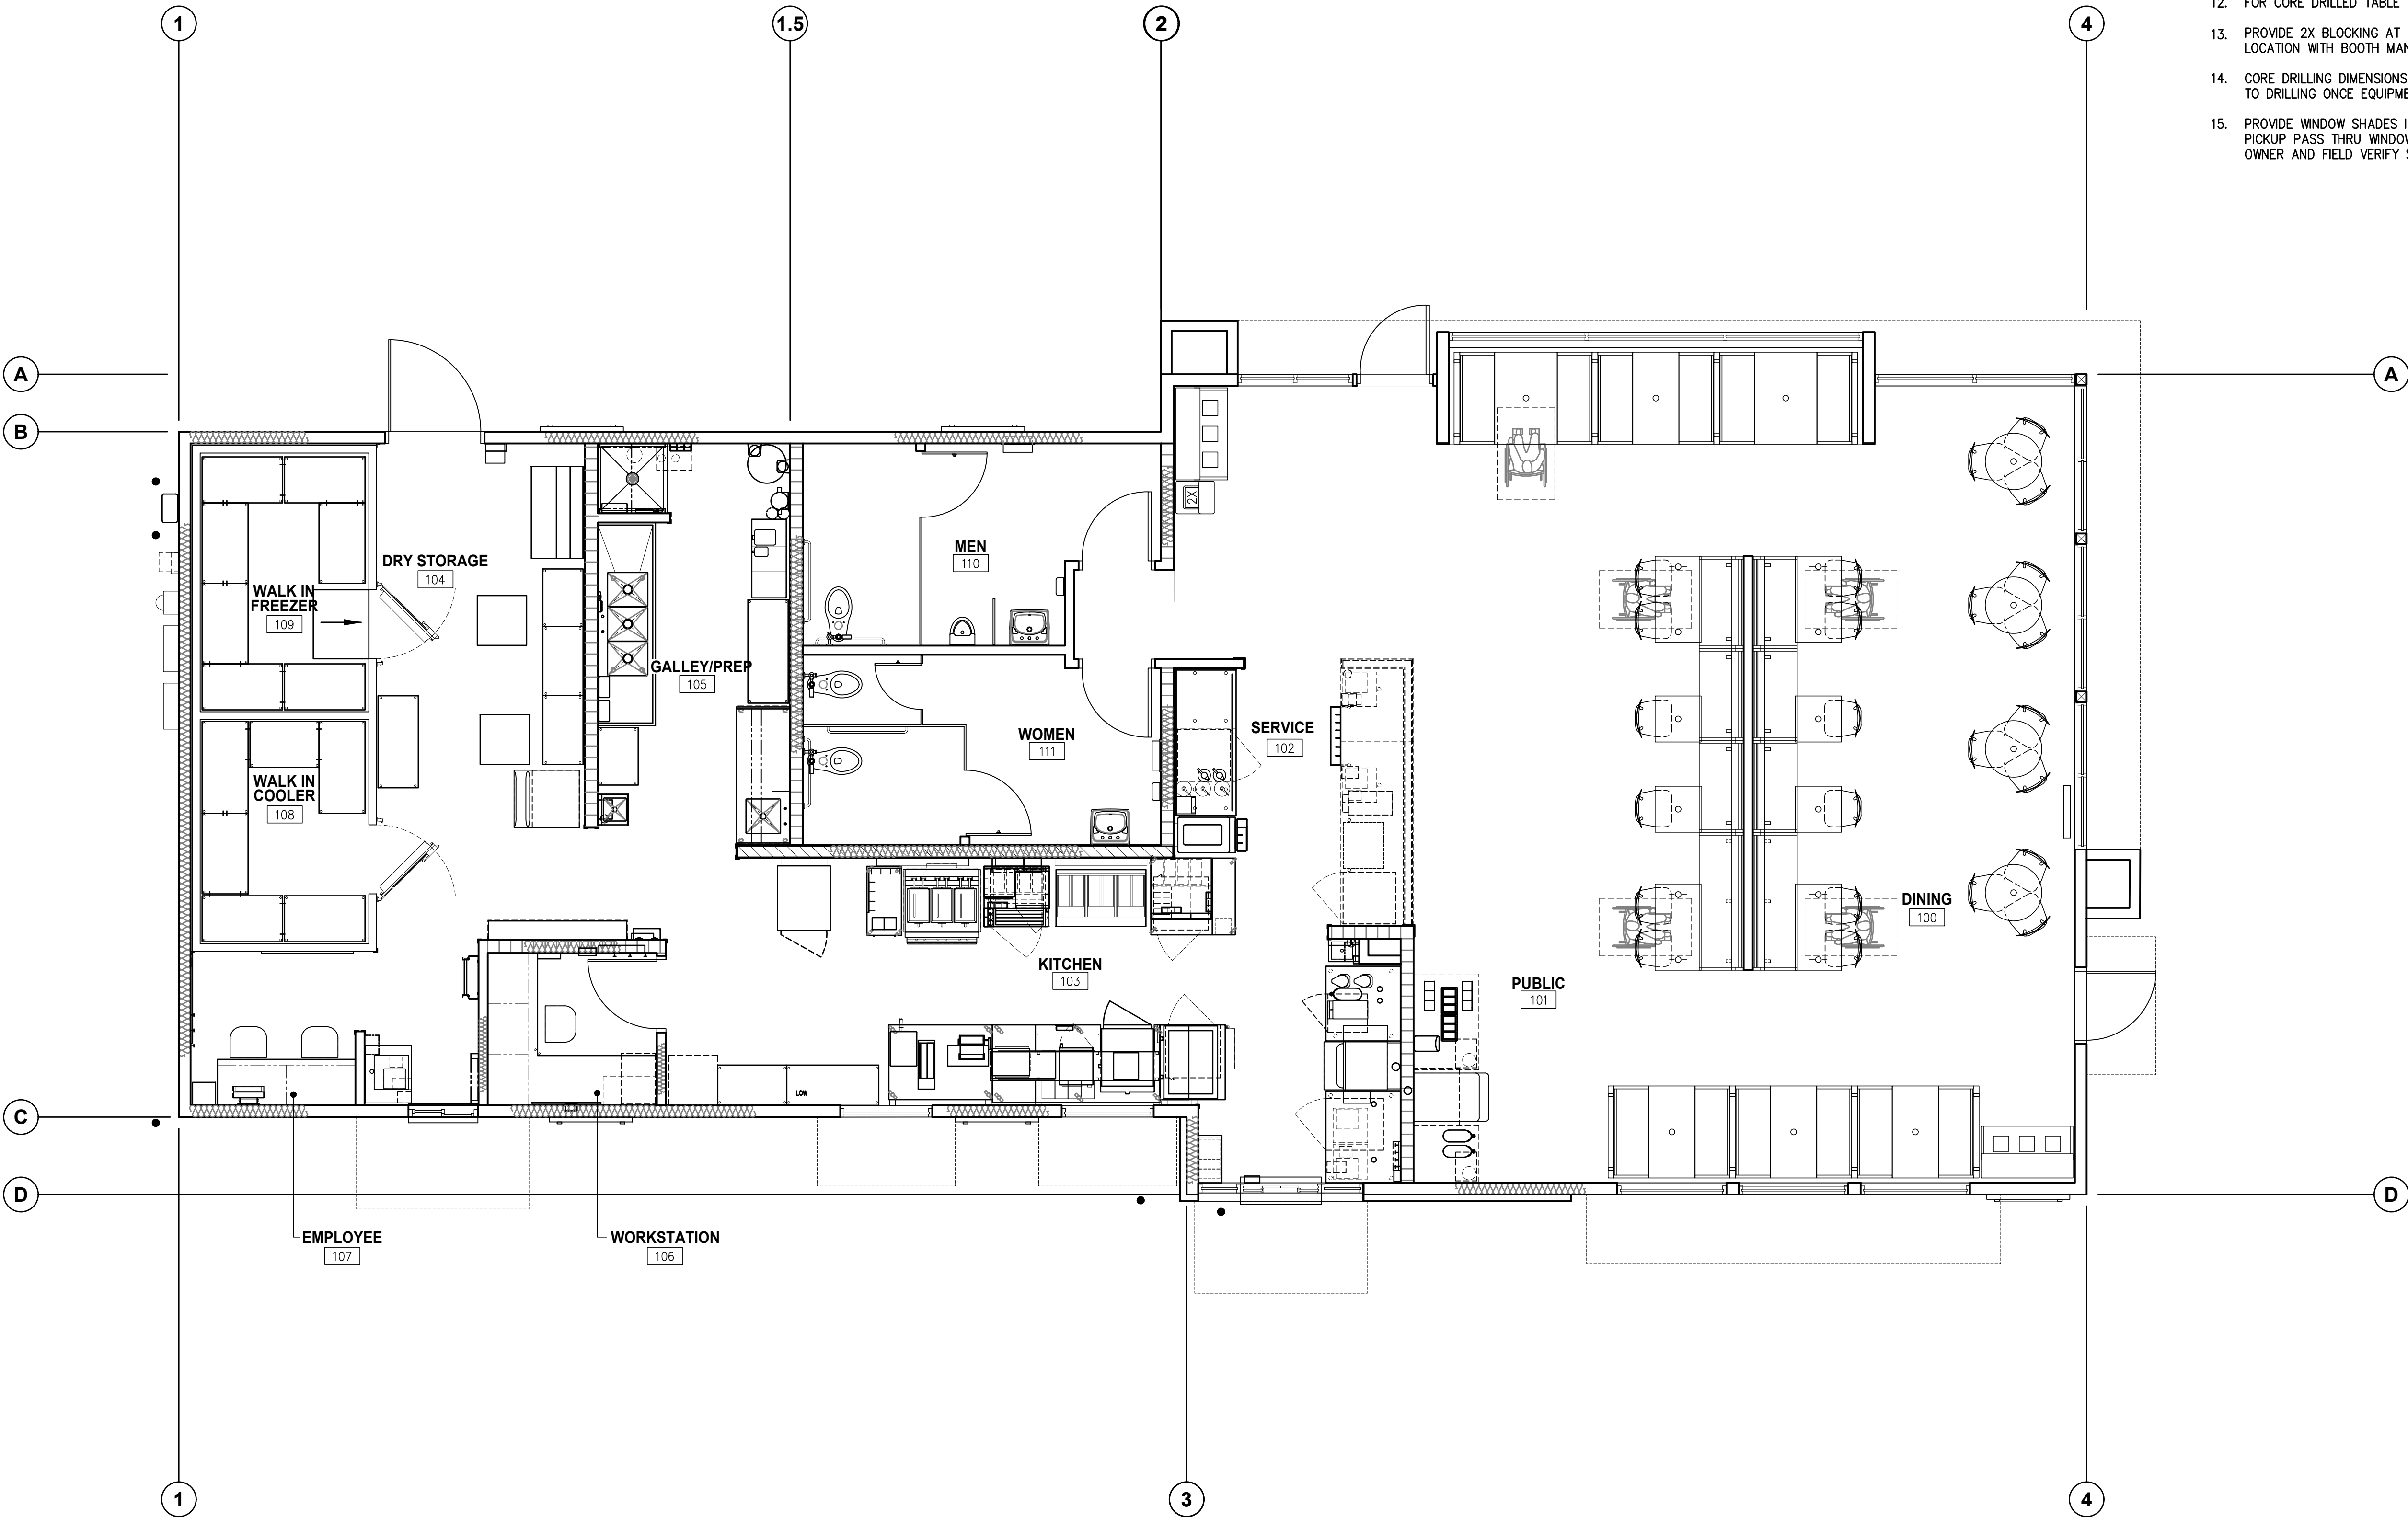 1
1.5
2
4
12. FOR CORE DRILLED TABLE
13. PROVIDE 2X BLOCKING AT
LOCATION WITH BOOTH
14. CORE DRILLING DIMENSIONS
TO DRILLING ONCE
15. PROVIDE WINDOW SHADES
PICKUP PASS THRU
OWNER AND FIELD VERIFY
A
A
B
2X
DRY STORAGE
104
MEN
110
WALK IN
FREEZER
109
GALLEY/PREP
105
WOMEN
111
SERVICE
102
WALK IN
COOLER
108
DINING
100
KITCHEN
103
PUBLIC
101
LOW
C
D
D
EMPLOYEE
107
WORKSTATION
106
1
3
4